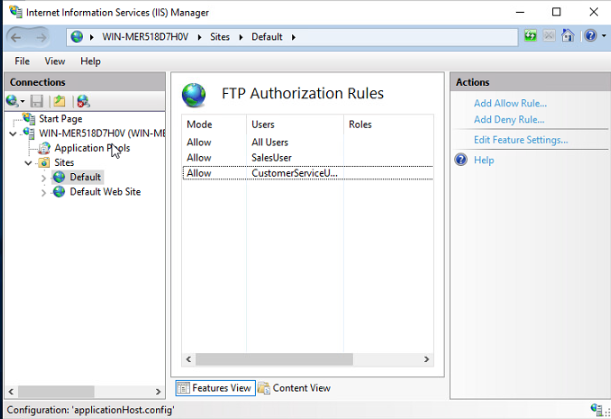 Internet Information Services (IIS) Manager
WIN-MER518D7H0V Sites Default
File View Help
Connections
Start Page
WIN-MER518D7H0V (WIN-ME
Application Pools
Sites
Default
Default Web Site
FTP Authorization Rules
Mode Users Roles
Allow All Users
Allow SalesUser
Allow CustomerServiceU...
Features View Content View
Actions
Add Allow Rule...
Add Deny Rule...
Edit Feature Settings...
Help
Configuration: 'applicationHost.config'